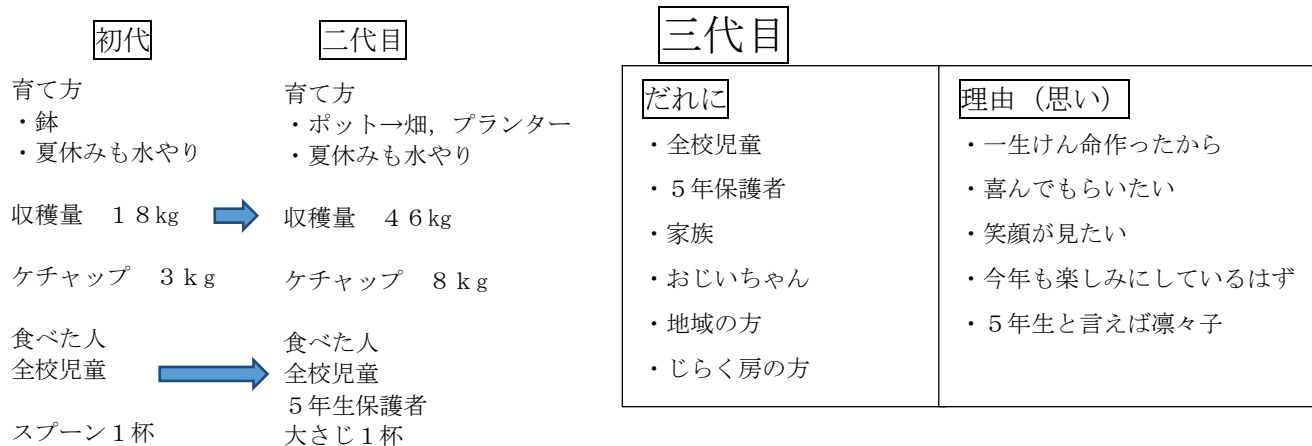 初代
育て方
・鉢
・夏休みも水やり
収穫量　１８kg
ケチャップ　３ｋｇ
食べた人
全校児童
スプーン１杯
二代目
育て方
・ポット→畑，プランター
・夏休みも水やり
収穫量　４６kg
ケチャップ　８ｋｇ
食べた人
全校児童
５年生保護者
大さじ１杯
三代目
だれに
・全校児童
・５年保護者
・家族
・おじいちゃん
・地域の方
・じらく房の方
理由（思い）
・一生けん命作ったから
・喜んでもらいたい
・笑顔が見たい
・今年も楽しみにしているはず
・５年生と言えば凛々子